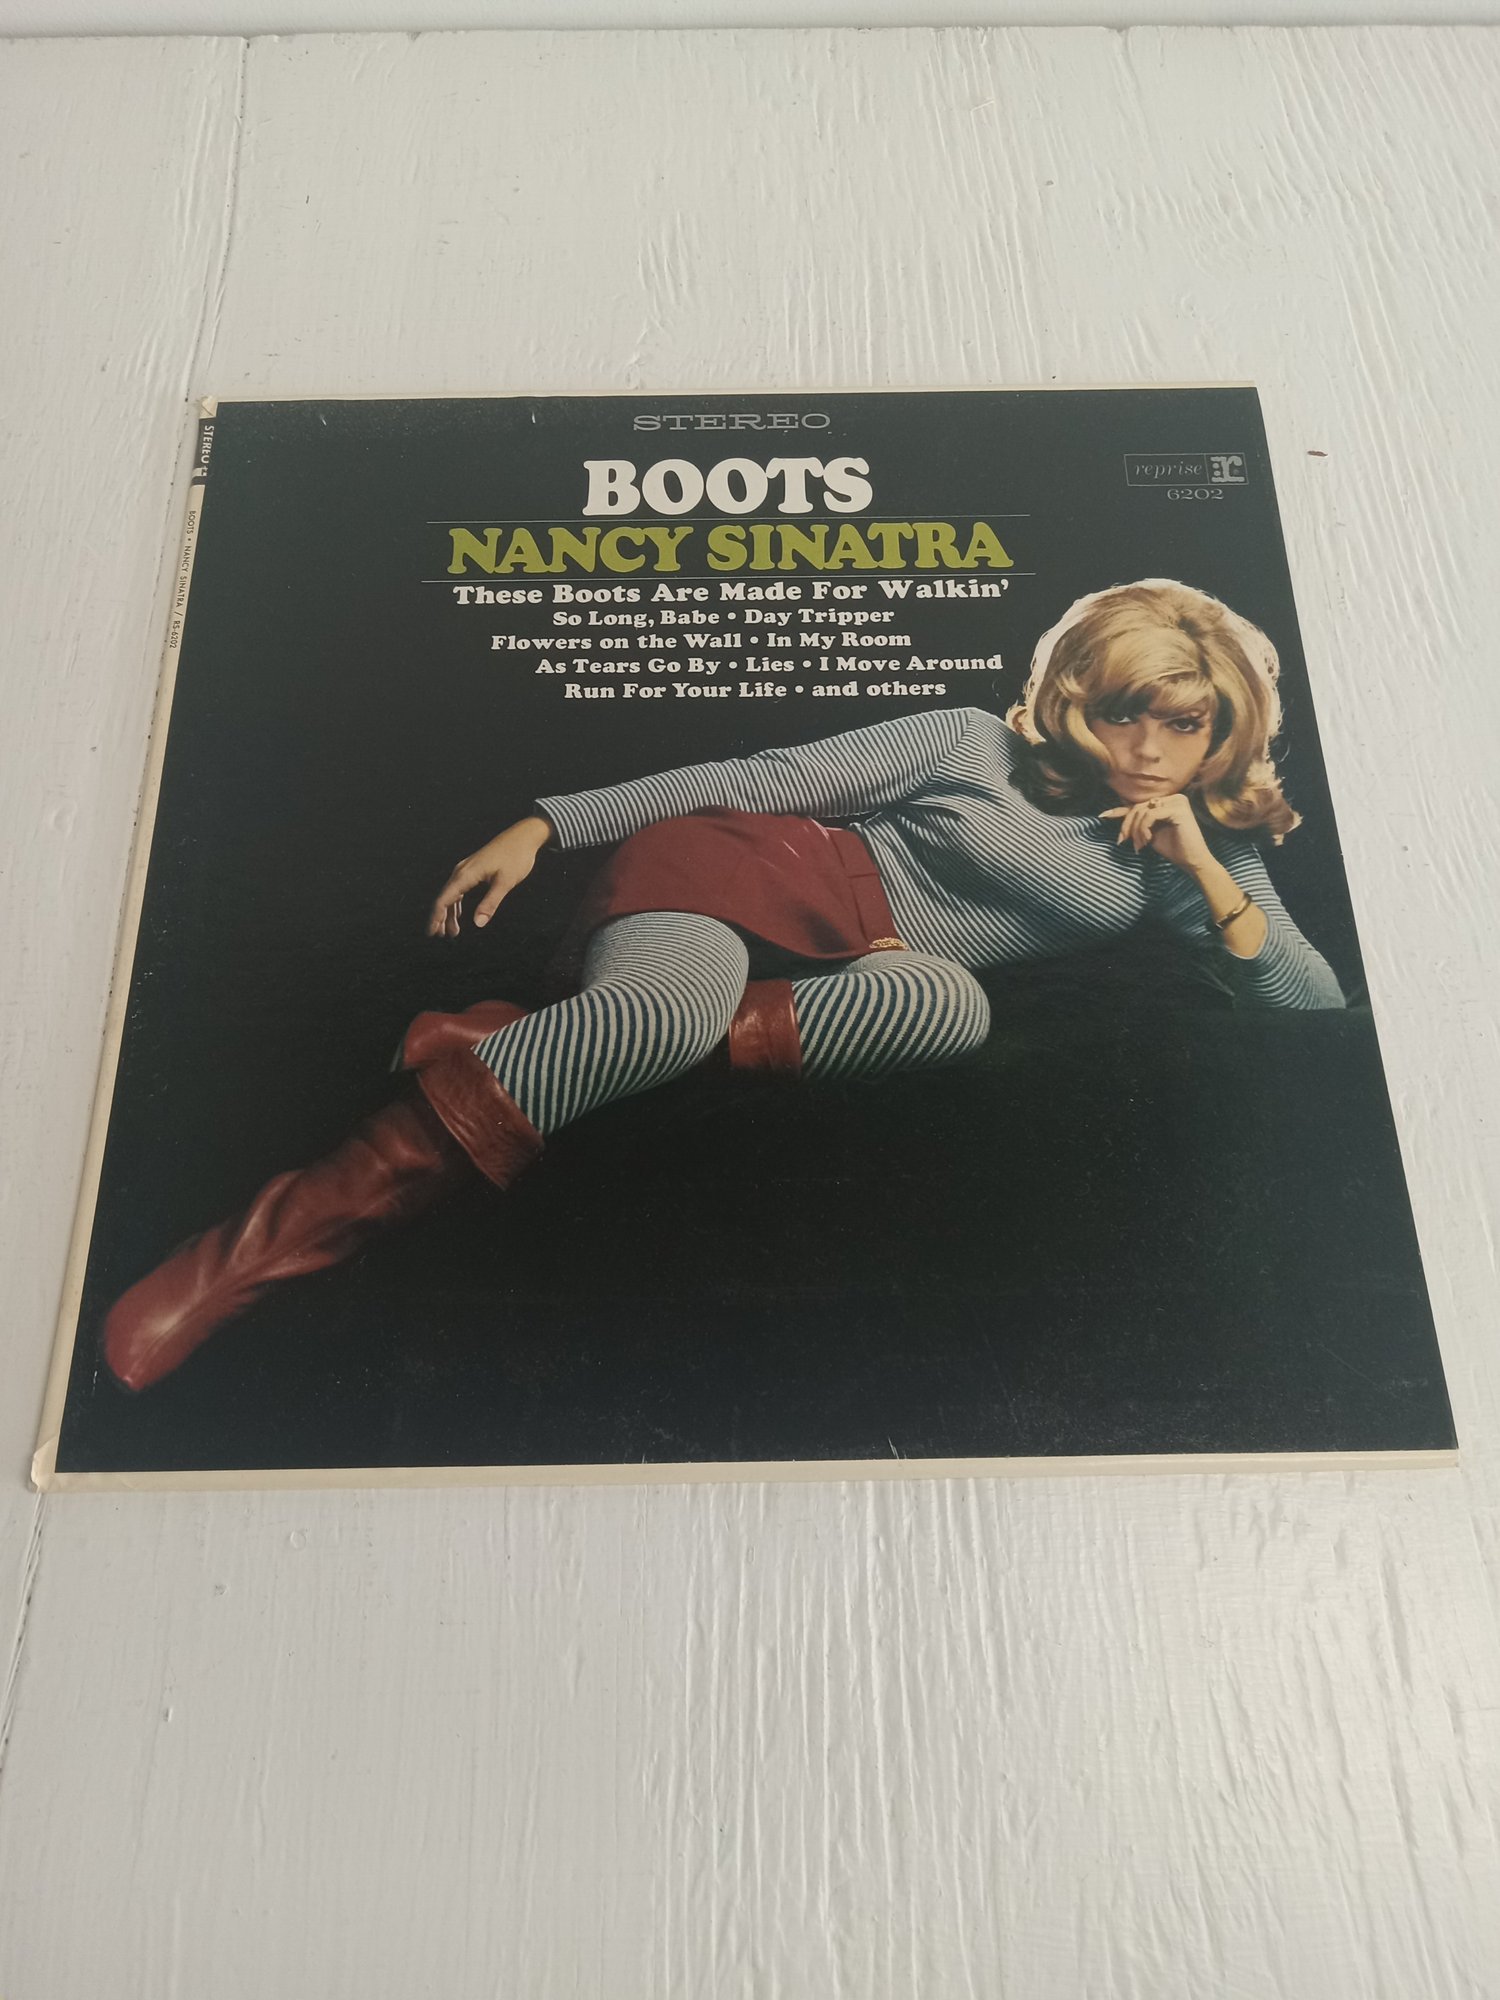 STEREO
BOOTS
reprise r:
6202
NANCY SINATRA
These Boots Are Made For Walkin'
So Long, Babe • Day Tripper
Flowers on the Wall • In My Room
As Tears Go By • Lies • I Move Around
Run For Your Life • and others
STEREO
BOOTS • NANCY SINATRA / RS-6202